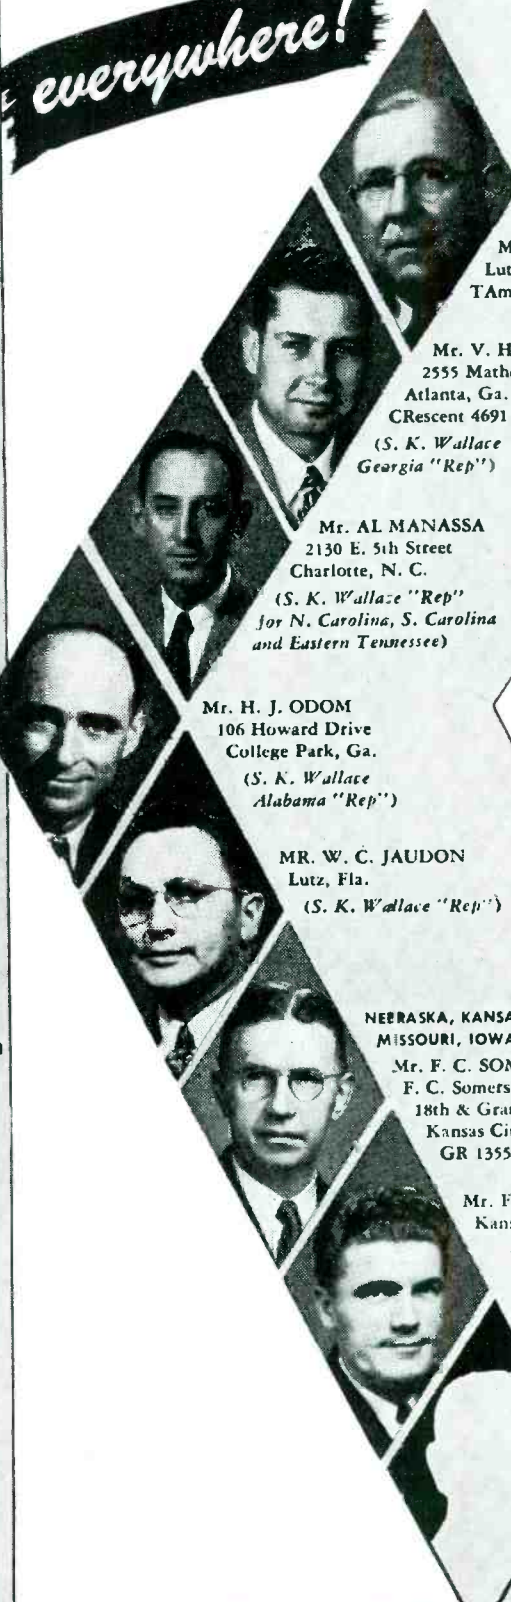 everywhere!
Mr. V. H
2555 Math
Atlanta, Ga.
CRescent 4691
(S. K. Wallace
Georgia "Rep")
Mr. AL MANASSA
2130 E. 5th Street
Charlotte, N. C.
(S. K. Wallace "Rep"
for N. Carolina, S. Carolina
and Eastern Tennessee)
Mr. H. J. ODOM
106 Howard Drive
College Park, Ga.
(S. K. Wallace
Alabama "Rep")
MR. W. C. JAUDON
Lutz, Fla.
(S. K. Wallace "Rep")
NEBRASKA, KANSA
MISSOURI, IOWA
Mr. F. C. SOM
F. C. Somers
18th & Gra
Kansas Ci
GR 1355
Mr. F
Kans